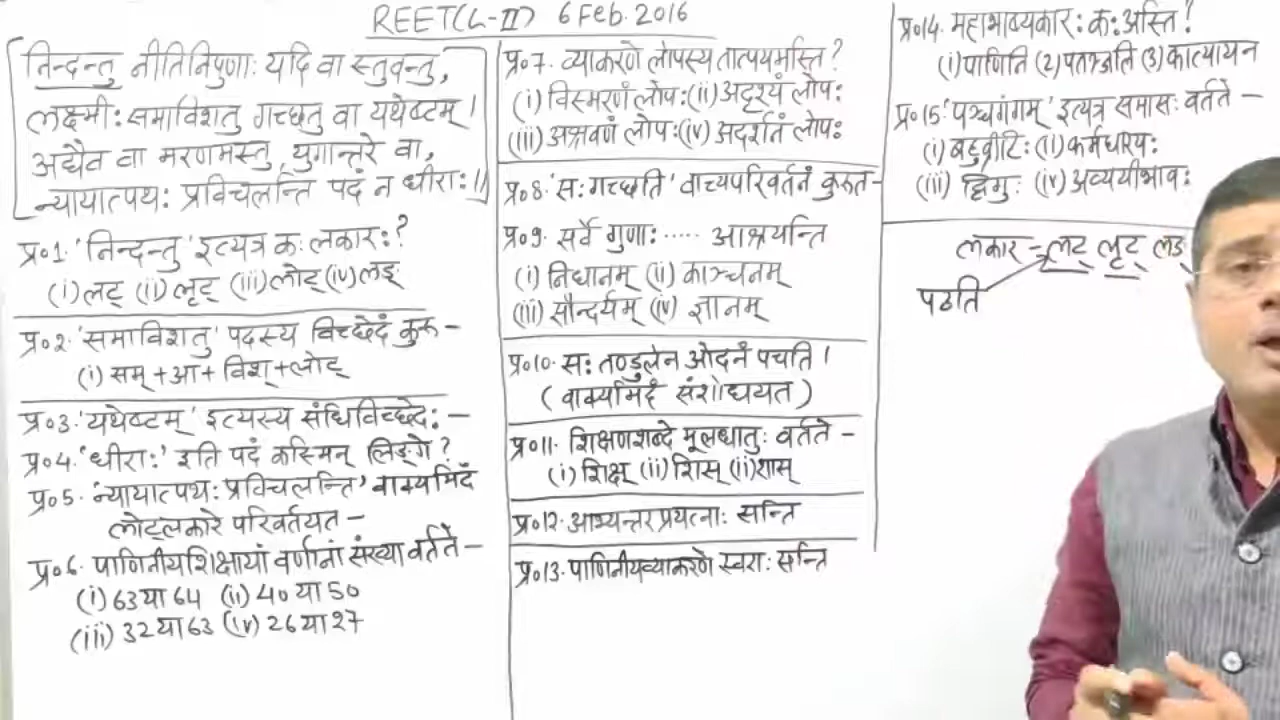 REET(L-II) 6 Feb. 2016
निन्दन्तु नीतिनिपुणाः यदि वा स्तुवन्तु,
लक्ष्मीः समाविशतु गच्छतु वा यथेष्टम् ।
अद्यैव वा मरणमस्तु युगान्तरे वा,
न्यायात्पथः प्रविचलन्ति पदं न धीराः ॥
प्र०1. 'निन्दन्तु' इत्यत्र कः लकारः?
(i) लट् (ii) लृट् (iii) लोट् (iv) लङ्
प्र०2. 'समाविशतु' पदस्य विच्छेदं कुरू –
(i) सम् + आ + विश् + लोट्
प्र०3. 'यथेष्टम्' इत्यस्य संधिविच्छेदः –
प्र०4. 'धीराः' इति पदं कस्मिन् लिङ्गे ?
प्र०5. 'न्यायात्पथः प्रविचलन्ति' वाक्यमिदं
लोट्लकारे परिवर्तयत –
प्र०6. पाणिनीयशिक्षायां वर्णानां संख्या वर्तते –
(i) 63 या 64 (ii) 40 या 50
(iii) 32 या 63 (iv) 26 या 27
प्र०7. व्याकरणे लोपस्य तात्पयर्मास्ति ?
(i) विस्मरणं लोपः (ii) अदृश्यं लोपः
(iii) अश्रवणं लोपः (iv) अदर्शनं लोपः
प्र०8. 'सः गच्छति' वाच्यपरिवर्तनं कुरुत –
प्र०9. सर्वे गुणाः ..... आश्रयन्ति
(i) निधानम् (ii) काञ्चनम्
(iii) सौन्दर्यम् (iv) ज्ञानम्
प्र०10. सः तण्डुलेन ओदनं पचति ।
(वाक्यमिदं संशोधयत)
प्र०11. शिक्षणशब्दे मूलधातुः वर्तते –
(i) शिक्ष् (ii) शिस् (ii) शास्
प्र०12. आभ्यन्तरप्रयत्नाः सन्ति
प्र०13. पाणिनीयव्याकरणे स्वराः सन्ति
प्र०14. महाभाष्यकारः कः अस्ति ?
(i) पाणिनि (2) पतञ्जति (3) कात्यायन
प्र०15. 'पञ्चगंगम्' इत्यत्र समासः वर्तते –
(i) बहुव्रीहिः (ii) कर्मधारयः
(iii) द्विगुः (iv) अव्ययीभावः
लकार – लट् लृट् लङ्
पठति